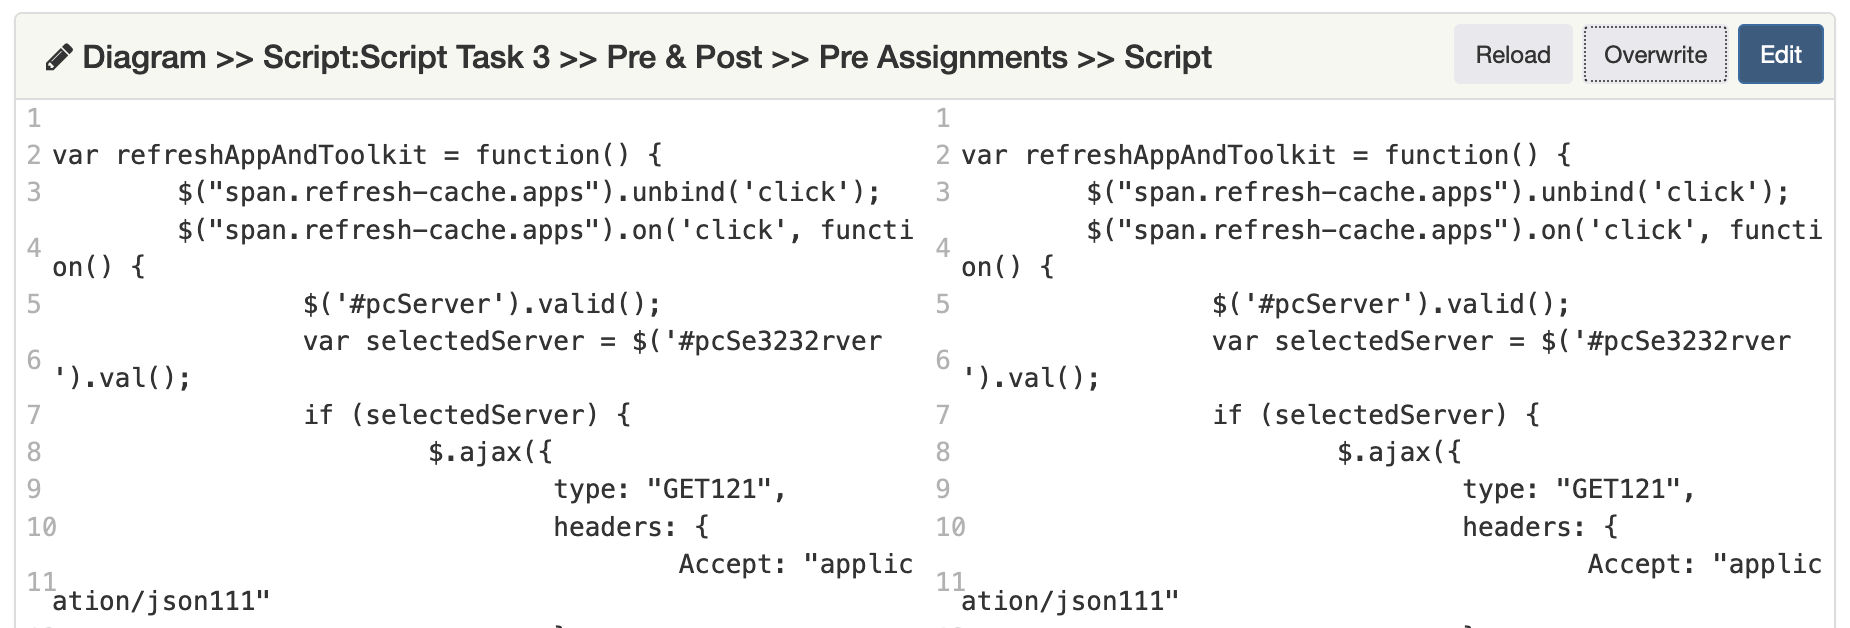 Diagram >> Script:Script Task 3 >> Pre & Post >> Pre Assignments >> Script
Reload
Overwrite
Edit
1
2 var refreshAppAndToolkit = function() {
3 $("span.refresh-cache.apps").unbind('click');
4 $("span.refresh-cache.apps").on('click', functi
on() {
5 $('#pcServer').valid();
6 var selectedServer = $('#pcSe3232rver
').val();
7 if (selectedServer) {
8 $.ajax({
9 type: "GET121",
10 headers: {
11 Accept: "applic
ation/json111"
1
2 var refreshAppAndToolkit = function() {
3 $("span.refresh-cache.apps").unbind('click');
4 $("span.refresh-cache.apps").on('click', functi
on() {
5 $('#pcServer').valid();
6 var selectedServer = $('#pcSe3232rver
').val();
7 if (selectedServer) {
8 $.ajax({
9 type: "GET121",
10 headers: {
11 Accept: "applic
ation/json111"